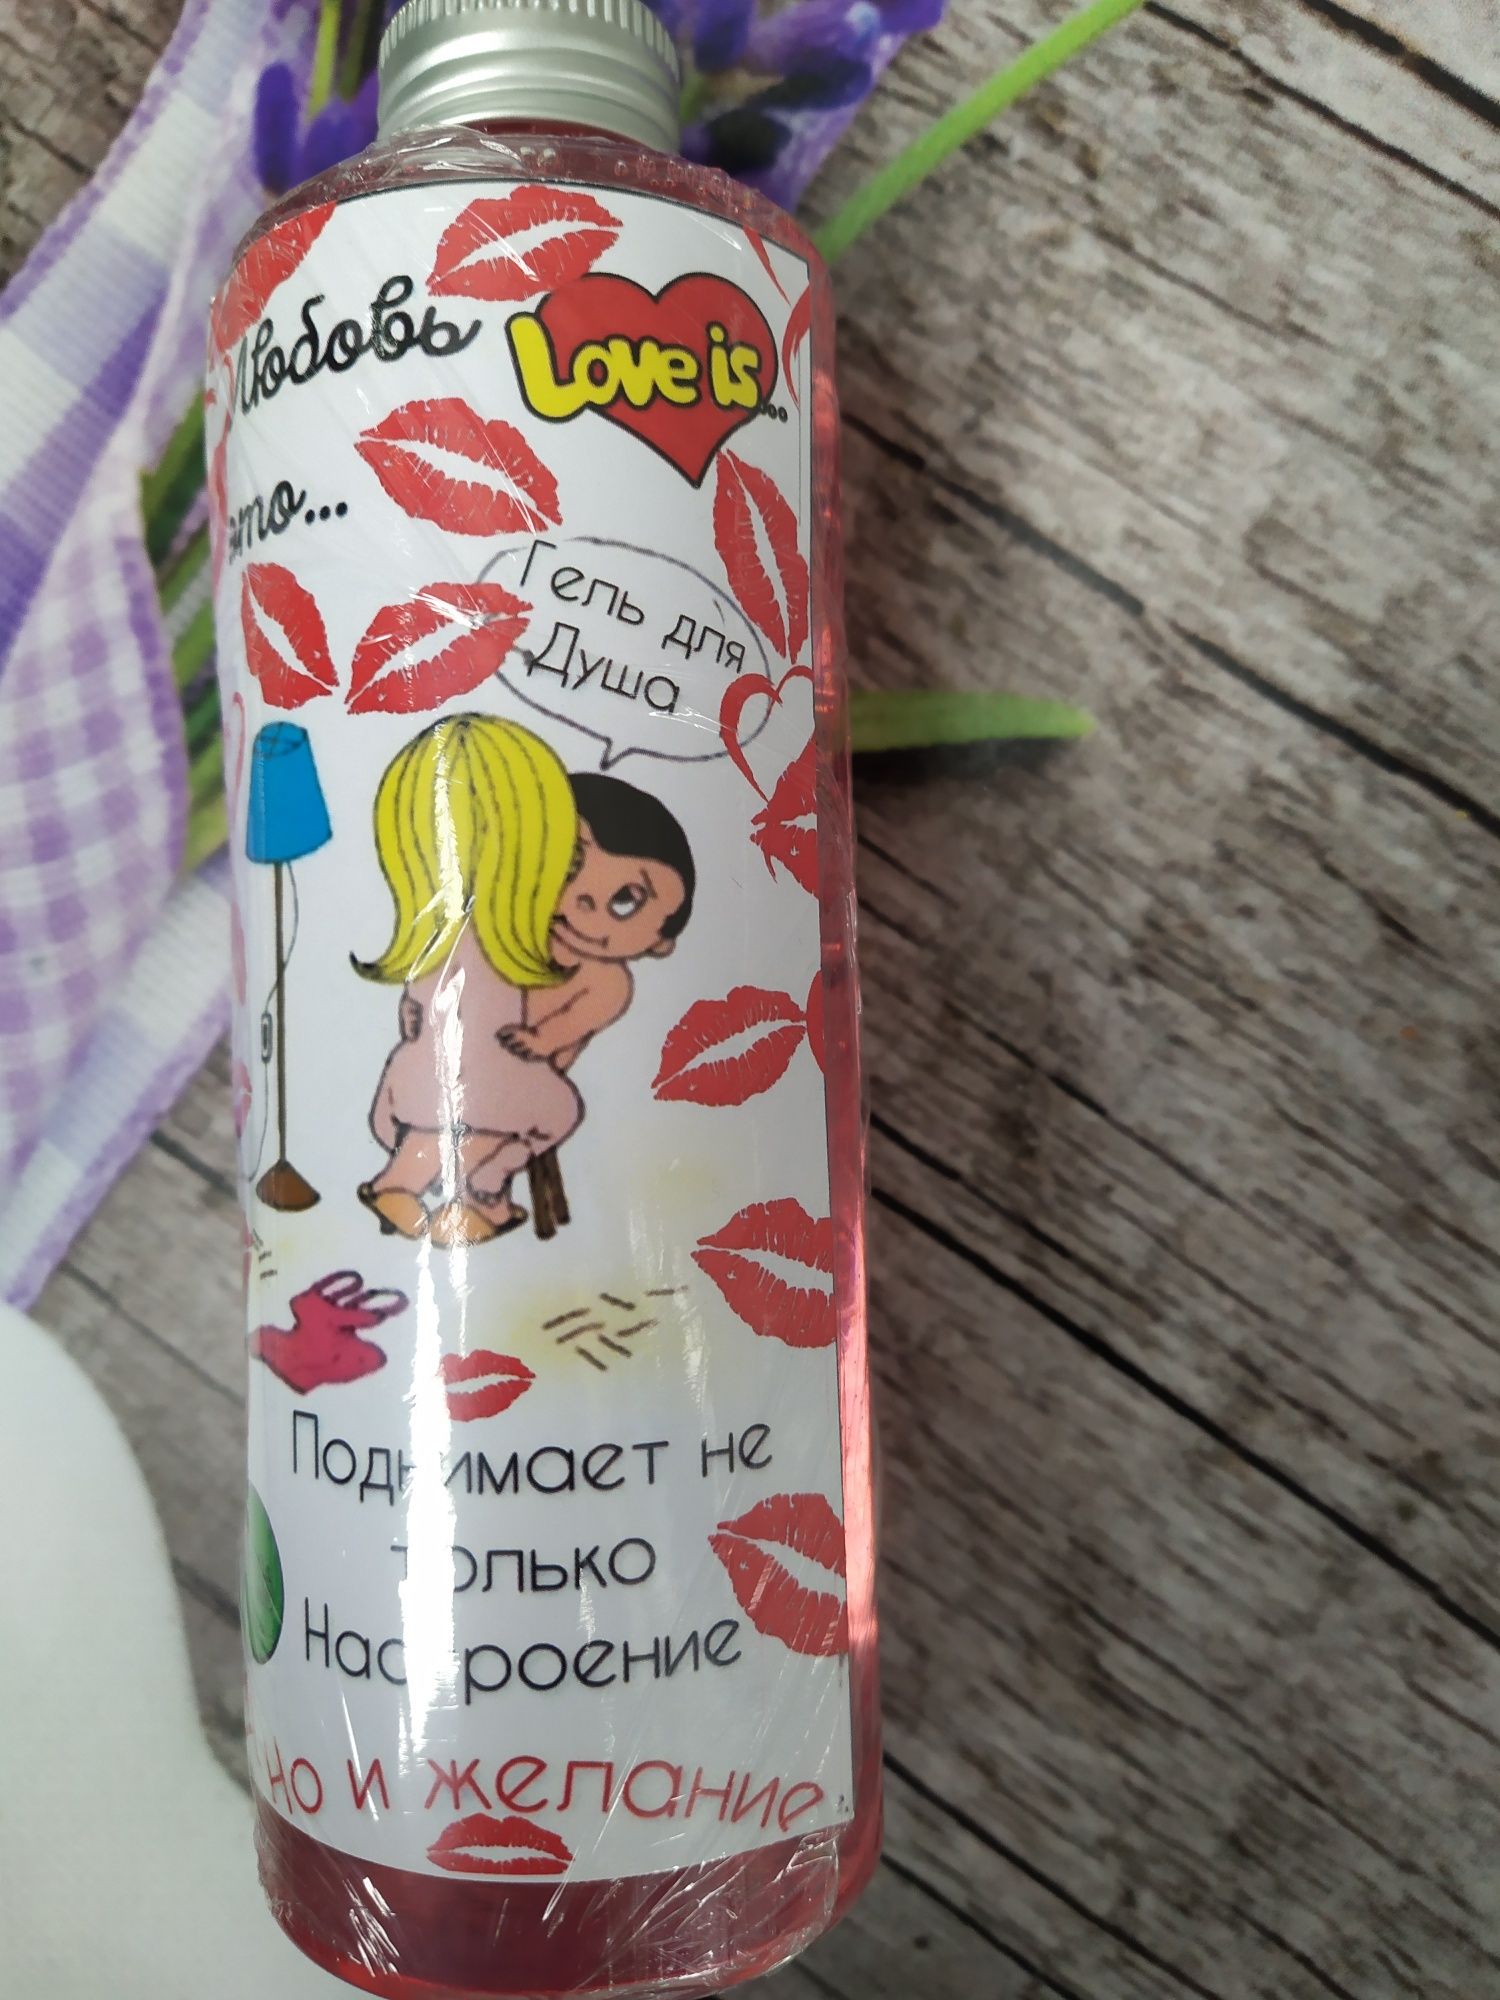 Любовь
Love is...
это...
Гель для
Душа
Поднимает не
только
Настроение
Но и желание